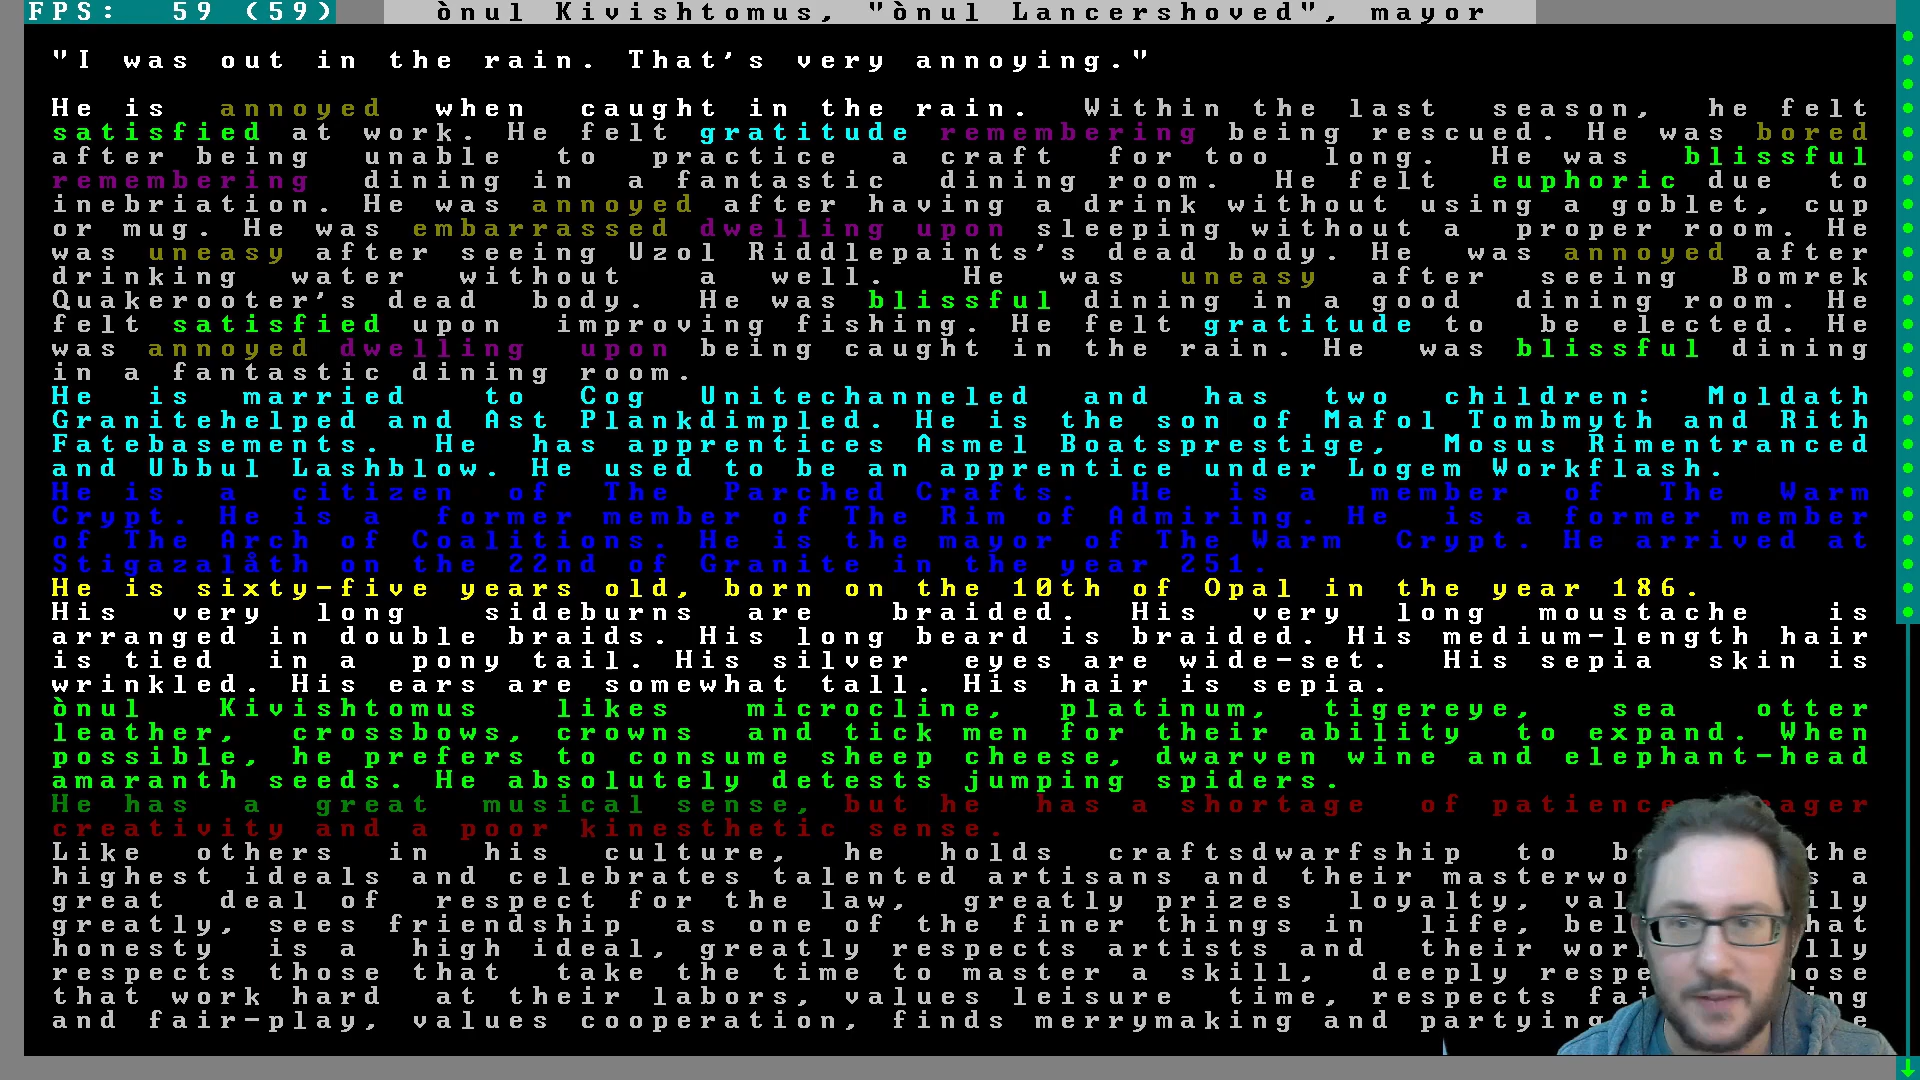 FPS: 59 (59) ònul Kivishtomus, "ònul Lancershoved", mayor
"I was out in the rain. That's very annoying."
He is annoyed when caught in the rain. Within the last season, he felt
satisfied at work. He felt gratitude remembering being rescued. He was bored
after being unable to practice a craft for too long. He was blissful
remembering dining in a fantastic dining room. He felt euphoric due to
inebriation. He was annoyed after having a drink without using a goblet, cup
or mug. He was embarrassed dwelling upon sleeping without a proper room. He
was uneasy after seeing Uzol Riddlepaints's dead body. He was annoyed after
drinking water without a well. He was uneasy after seeing Bomrek
Quakerooter's dead body. He was blissful dining in a good dining room. He
felt satisfied upon improving fishing. He felt gratitude to be elected. He
was annoyed dwelling upon being caught in the rain. He was blissful dining
in a fantastic dining room.
He is married to Cog Unitechanneled and has two children: Moldath
Granitehelped and Ast Plankdimpled. He is the son of Mafol Tombmyth and Rith
Fatebasements. He has apprentices Asmel Boatsprestige, Mosus Rimentranced
and Ubbul Lashblow. He used to be an apprentice under Logem Workflash.
He is a citizen of The Parched Crafts. He is a member of The Warm
Crypt. He is a former member of The Rim of Admiring. He is a former member
of The Arch of Coalitions. He is the mayor of The Warm Crypt. He arrived at
Stigazalåth on the 22nd of Granite in the year 251.
He is sixty-five years old, born on the 10th of Opal in the year 186.
His very long sideburns are braided. His very long moustache is
arranged in double braids. His long beard is braided. His medium-length hair
is tied in a pony tail. His silver eyes are wide-set. His sepia skin is
wrinkled. His ears are somewhat tall. His hair is sepia.
ònul Kivishtomus likes microcline, platinum, tigereye, sea otter
leather, crossbows, crowns and tick men for their ability to expand. When
possible, he prefers to consume sheep cheese, dwarven wine and elephant-head
amaranth seeds. He absolutely detests jumping spiders.
He has a great musical sense, but he has a shortage of patience
creativity and a poor kinesthetic sense.
Like others in his culture, he holds craftsdwarfship to the
highest ideals and celebrates talented artisans and their a
great deal of respect for the law, greatly prizes loyalty,
greatly, sees friendship as one of the finer things in life,
honesty is a high ideal, greatly respects artists and their
respects those that take the time to master a skill, deeply
that work hard at their labors, values leisure time, respects
and fair-play, values cooperation, finds merrymaking and partying